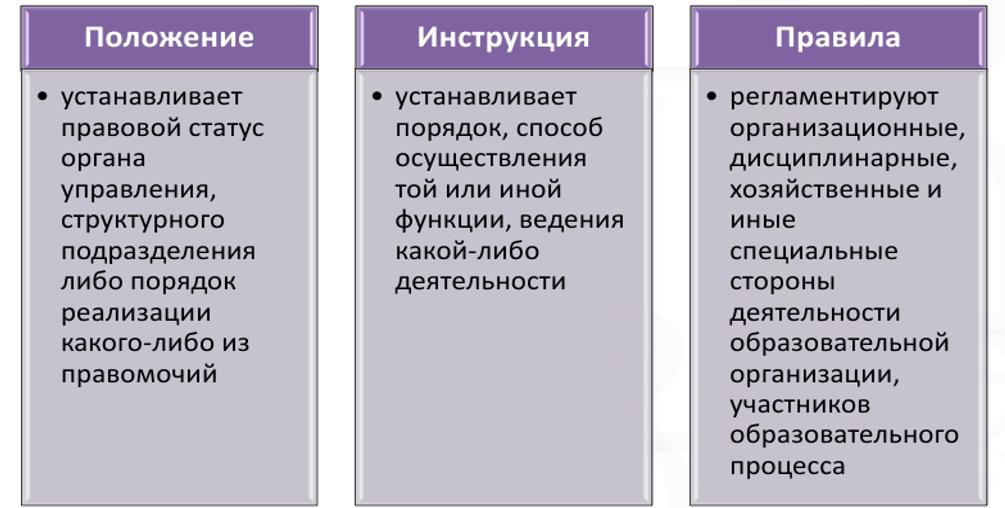 Положение
• устанавливает
правовой статус
органа
управления,
структурного
подразделения
либо порядок
реализации
какого-либо из
правомочий
Инструкция
• устанавливает
порядок, способ
осуществления
той или иной
функции, ведения
какой-либо
деятельности
Правила
• регламентируют
организационные,
дисциплинарные,
хозяйственные и
иные
специальные
стороны
деятельности
образовательной
организации,
участников
образовательного
процесса